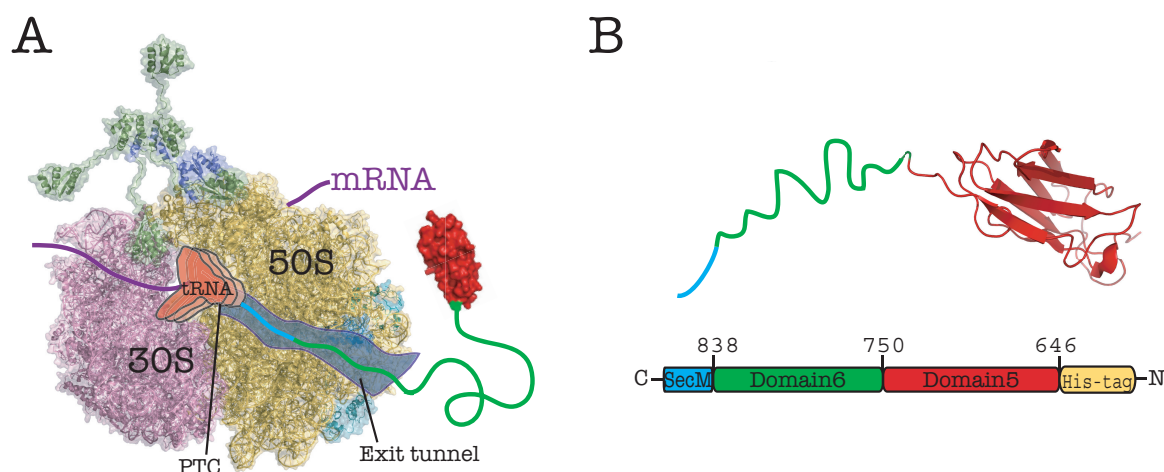 A
B
mRNA
50S
tRNA
30S
PTC
Exit tunnel
838 750 646
C SecM Domain6 Domain5 His-tag N